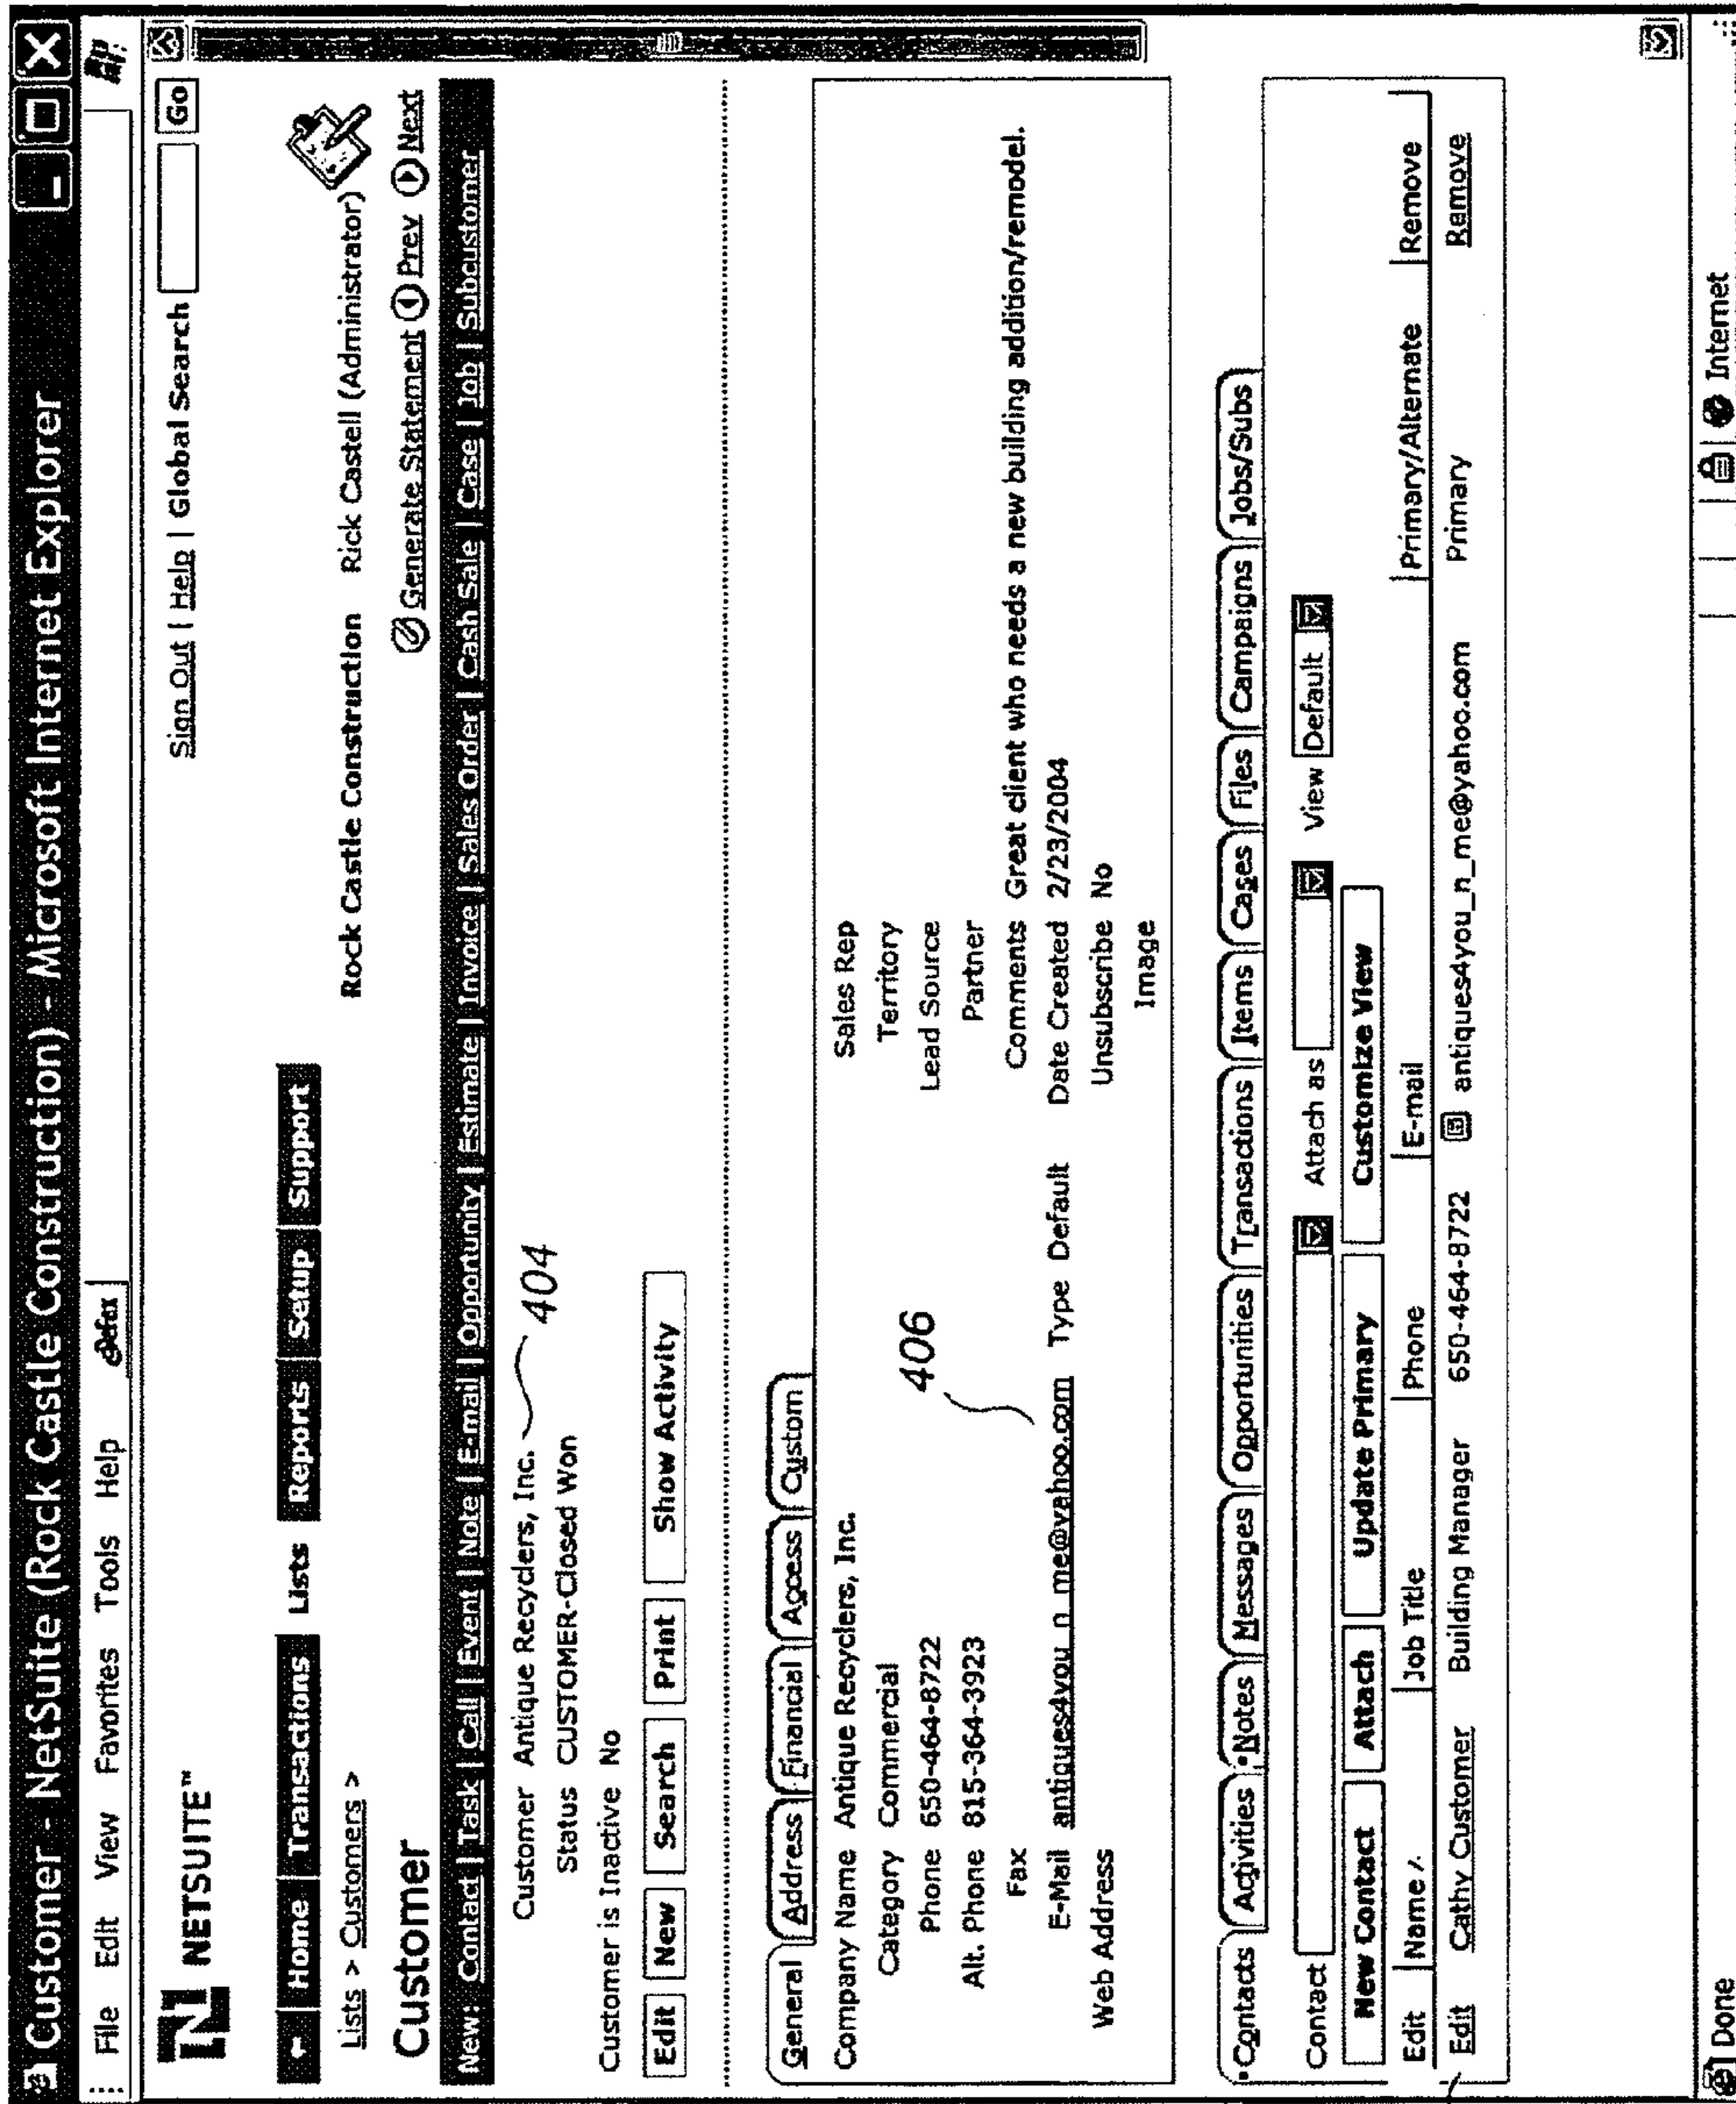 Customer - NetSuite (Rock Castle Construction) - Microsoft Internet Explorer
File Edit View Favorites Tools Help eFax
N NETSUITE™
Sign Out | Help | Global Search Go
Home Transactions Lists Reports Setup Support
Lists > Customers >
Rock Castle Construction Rick Castell (Administrator)
Customer
Generate Statement Prev Next
New: Contact | Task | Call | Event | Note | E-mail | Opportunity | Estimate | Invoice | Sales Order | Cash Sale | Case | Job | Subcustomer
Customer Antique Recyclers, Inc. 404
Status CUSTOMER-Closed Won
Customer is Inactive No
Edit New Search Print Show Activity
General Address Financial Access Custom
Company Name Antique Recyclers, Inc. Sales Rep
Category Commercial Territory
Phone 650-464-8722 406 Lead Source
Alt. Phone 815-364-3923 Partner
Fax Comments Great client who needs a new building addition/remodel.
E-Mail antiques4you_n_me@yahoo.com Type Default Date Created 2/23/2004
Web Address Unsubscribe No
Image
•Contacts Activities •Notes Messages Opportunities Transactions Items Cases Files Campaigns Jobs/Subs
Contact Attach as View Default
New Contact Attach Update Primary Customize View
Edit Name Job Title Phone E-mail Primary/Alternate Remove
Edit Cathy Customer Building Manager 650-464-8722 antiques4you_n_me@yahoo.com Primary Remove
Done Internet